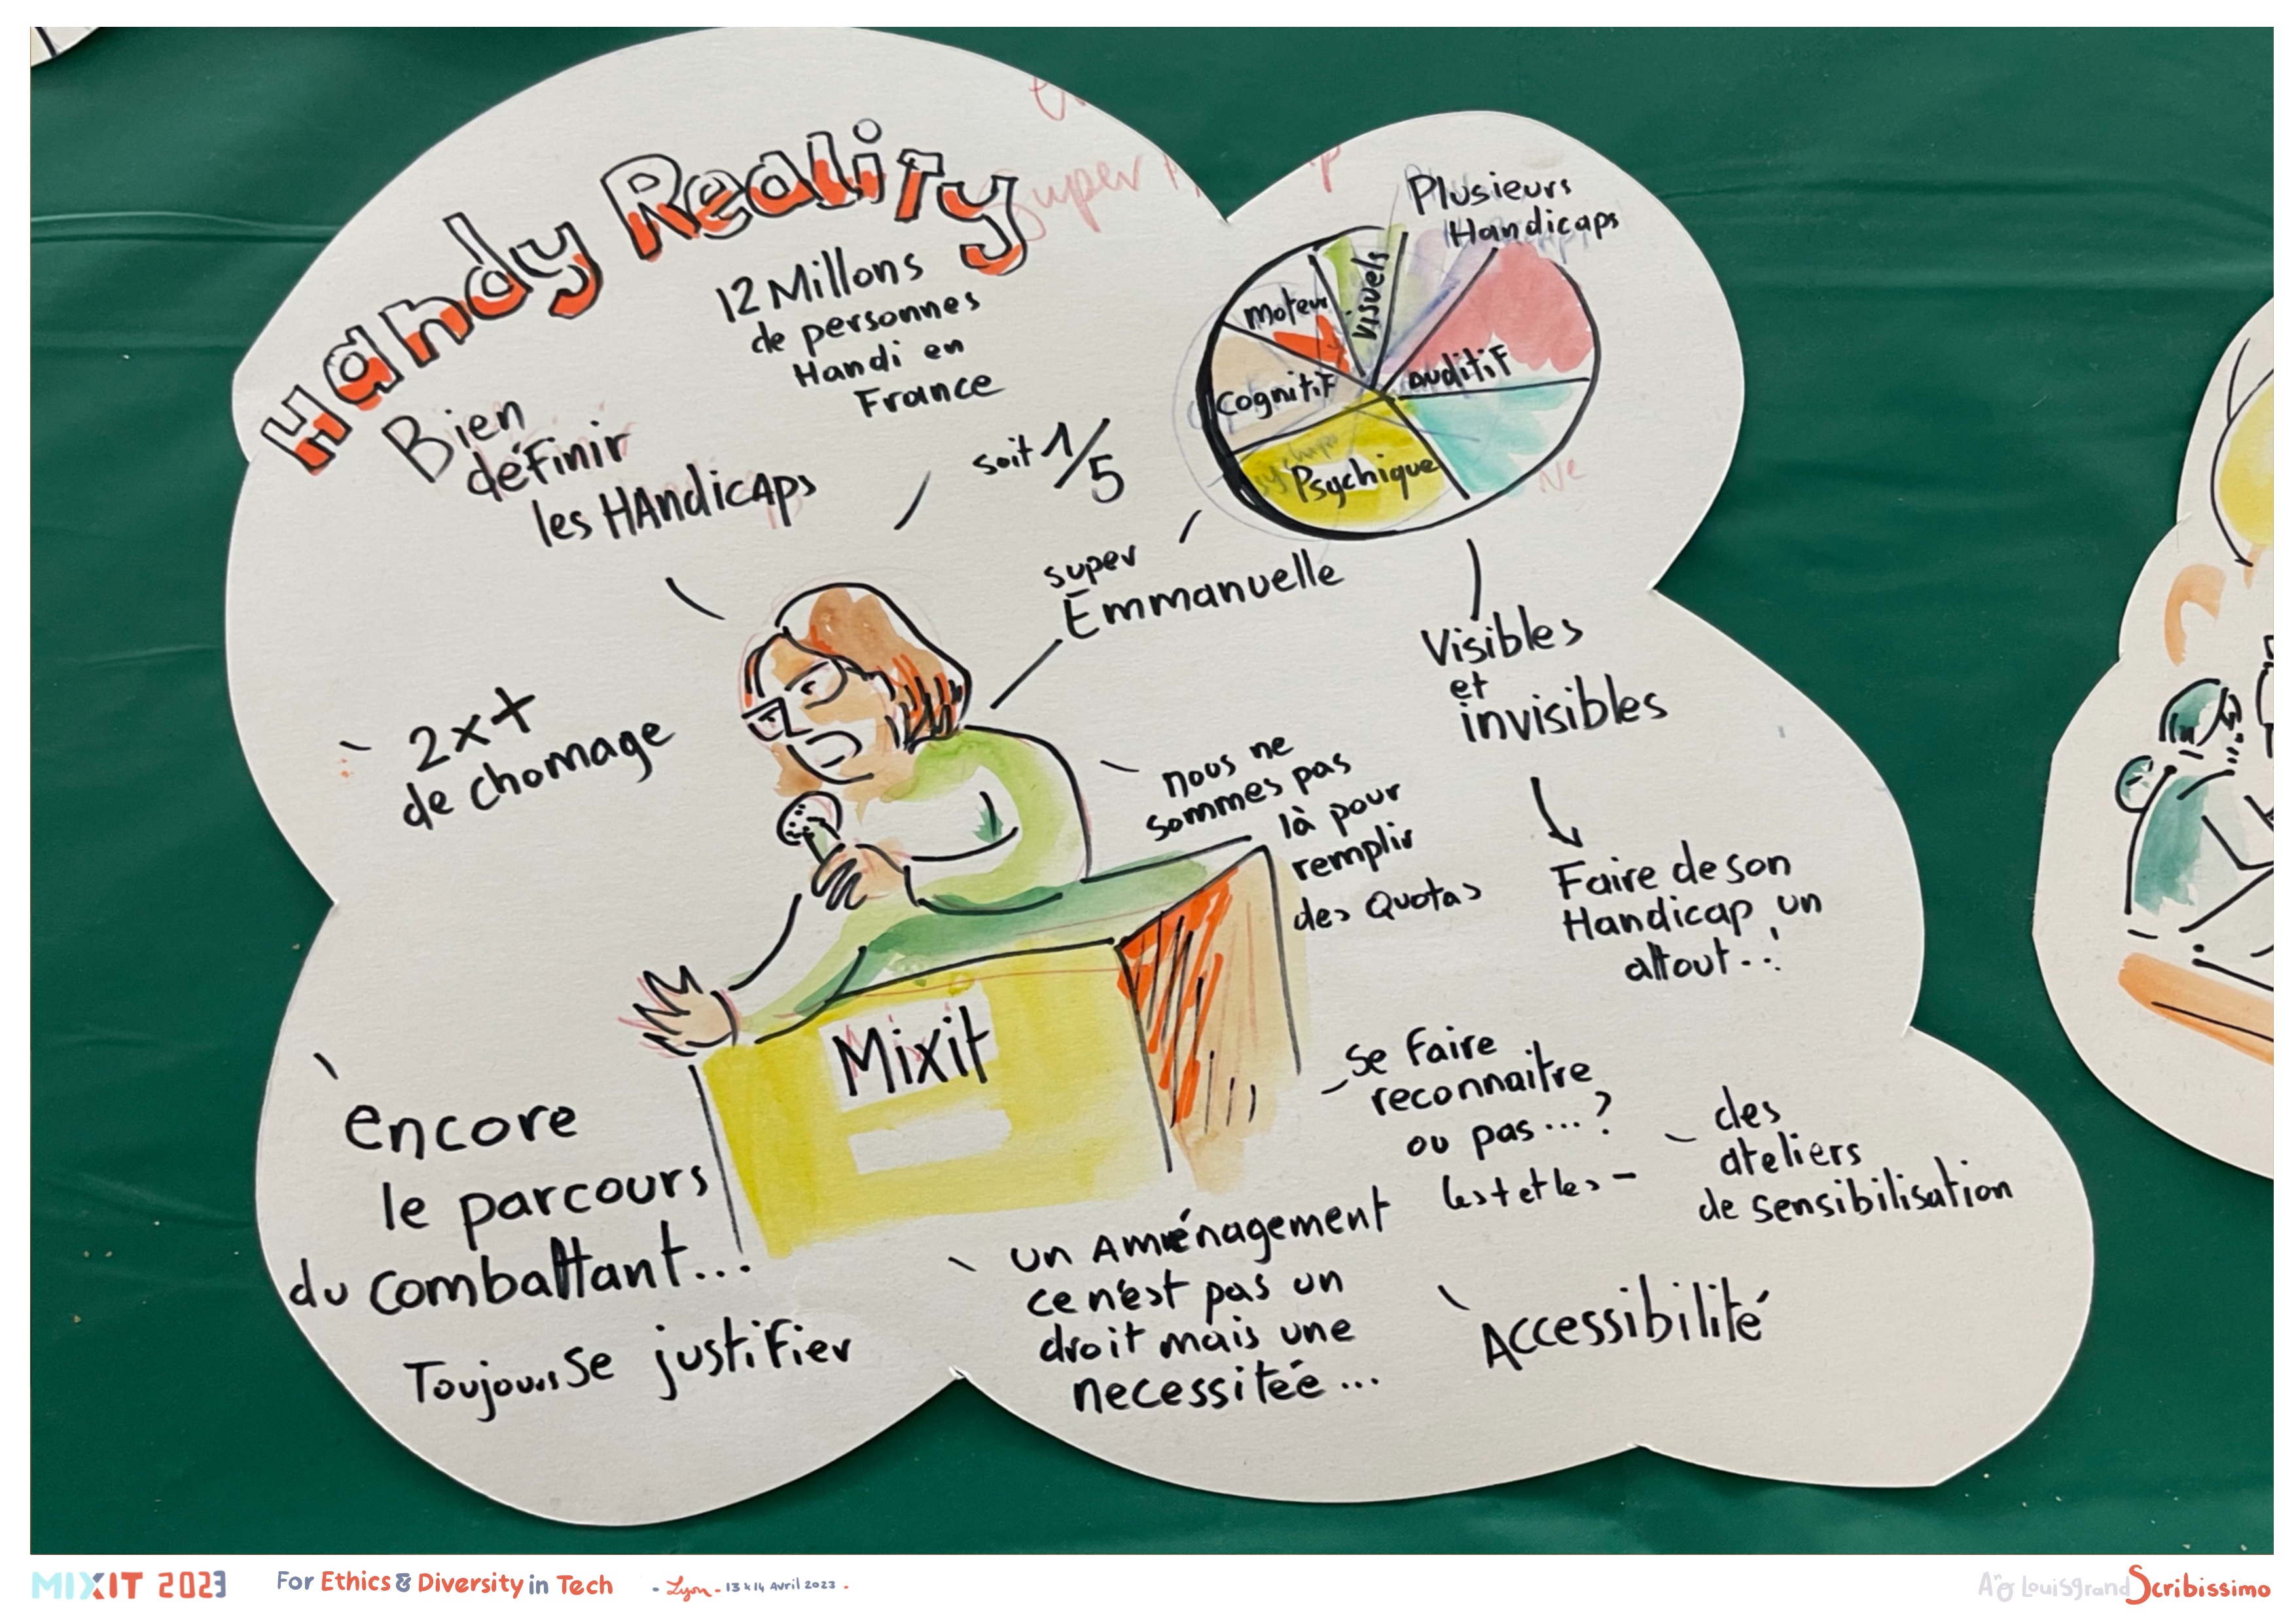 Handy Reality
12 Millons
de personnes
Handi en
France
soit 1/5
Bien
définir
les HAndicAps
Plusieurs
Handicaps
moteur
visuels
auditif
cognitif
Psychique
super
Emmanuelle
Visibles
et
invisibles
2x+
de chomage
nous ne
sommes pas
là pour
remplir
des Quotas
Faire de son
Handicap un
attout..!
Mixit
encore
le parcours
du combattant...
Toujours se justifier
se faire
reconnaitre
ou pas...?
les + et les -
des
ateliers
de sensibilisation
un Aménagement
ce n'est pas un
droit mais une
necessitéé...
Accessibilité
MIXIT 2023 For Ethics & Diversity in Tech - Lyon - 13 & 14 Avril 2023 -
Louisgrand Scribissimo